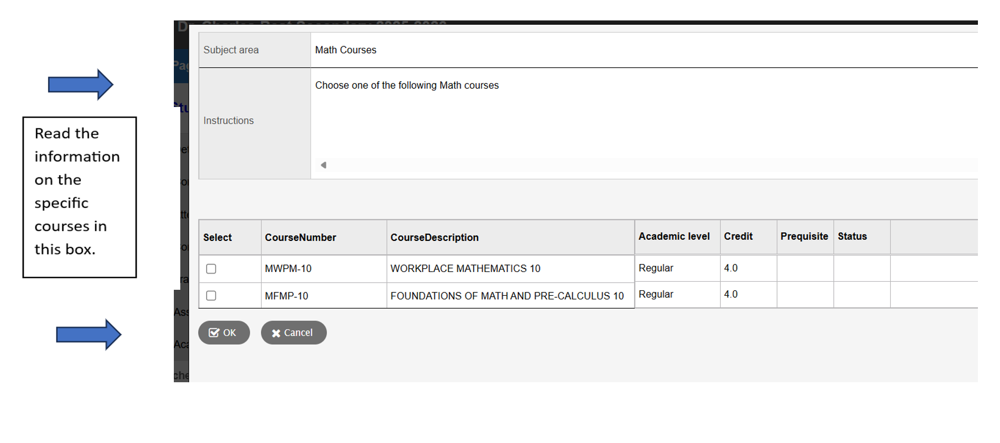 Subject area
Math Courses
Choose one of the following Math courses
Instructions
Read the
information
on the
specific
courses in
this box.
Select CourseNumber CourseDescription Academic level Credit Prequisite Status
MWPM-10 WORKPLACE MATHEMATICS 10 Regular 4.0
MFMP-10 FOUNDATIONS OF MATH AND PRE-CALCULUS 10 Regular 4.0
OK Cancel